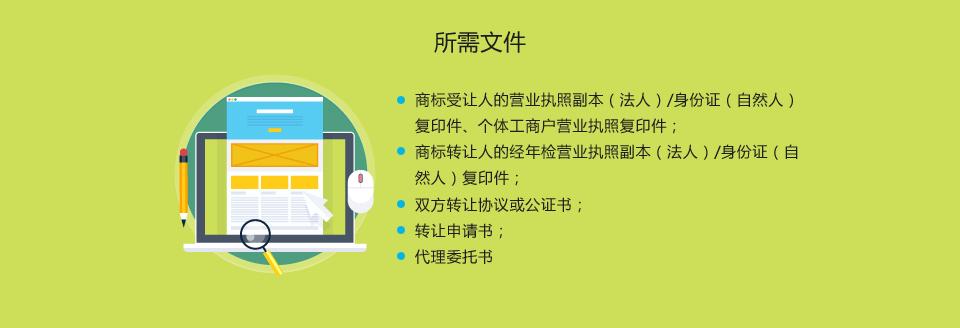 所需文件
商标受让人的营业执照副本（法人）/身份证（自然人）
复印件、个体工商户营业执照复印件；
商标转让人的经年检营业执照副本（法人）/身份证（自
然人）复印件；
双方转让协议或公证书；
转让申请书；
代理委托书